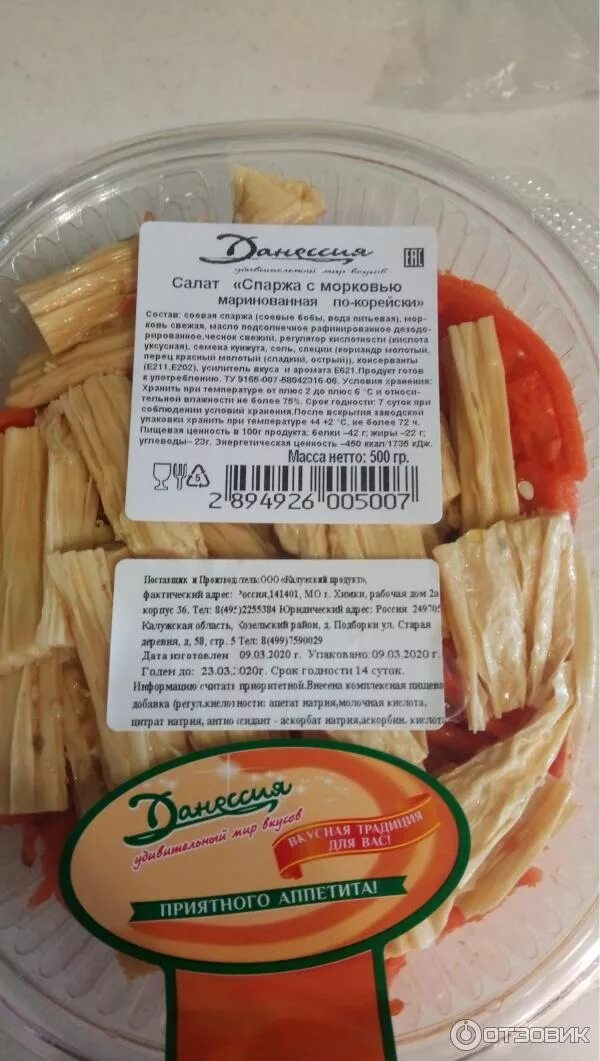 Данессия
удивительный мир вкусов
EAC
Салат «Спаржа с морковью
маринованная по-корейски»
Состав: соевая спаржа (соевые бобы, вода питьевая), мор-
ковь свежая, масло подсолнечное рафинированное дезодо-
рированное,чеснок свежий, регулятор кислотности (кислота
уксусная), семена кунжута, соль, специи (кориандр молотый,
перец красный молотый (сладкий, острый)), консерванты
(Е211,Е202), усилитель вкуса и аромата Е621.Продукт готов
к употреблению. ТУ 9165-007-58042316-06. Условия хранения:
Хранить при температуре от плюс 2 до плюс 6 °С и относи-
тельной влажности не более 75%. Срок годности: 7 суток при
соблюдении условий хранения.После вскрытия заводской
упаковки хранить при температуре +4 +2 °С, не более 72 ч.
Пищевая ценность в 100г продукта: белки –42 г; жиры –22 г;
углеводы– 23г. Энергетическая ценность –450 ккал/1735 кДж.
Масса нетто: 500 гр.
5
2 894926 005007
Поставщик и Производитель:ООО «Калужский продукт»,
фактический адрес: Россия,141401, МО г. Химки, рабочая дом 2а
корпус 36. Тел: 8(495)2255384 Юридический адрес: Россия 24970
Калужская область, Козельский район, д. Подборки ул. Старая
деревня, д, 58, стр. 5 Тел: 8(499)7590029
Дата изготовлен 09.03.2020 г. Упаковано:09.03.2020 г.
Годен до: 23.03.2020г. Срок годности 14 суток.
Информацию считать приоритетной.Внесена комплексная пищева
добавка (регул.кислотности: ацетат натрия,молочная кислота,
цитрат натрия, антиоксидант - аскорбат натрия,аскорбин. кислот
Данессия
удивительный мир вкусов
ВКУСНАЯ ТРАДИЦИЯ
ДЛЯ ВАС!
ПРИЯТНОГО АППЕТИТА!
ОТЗОВИК